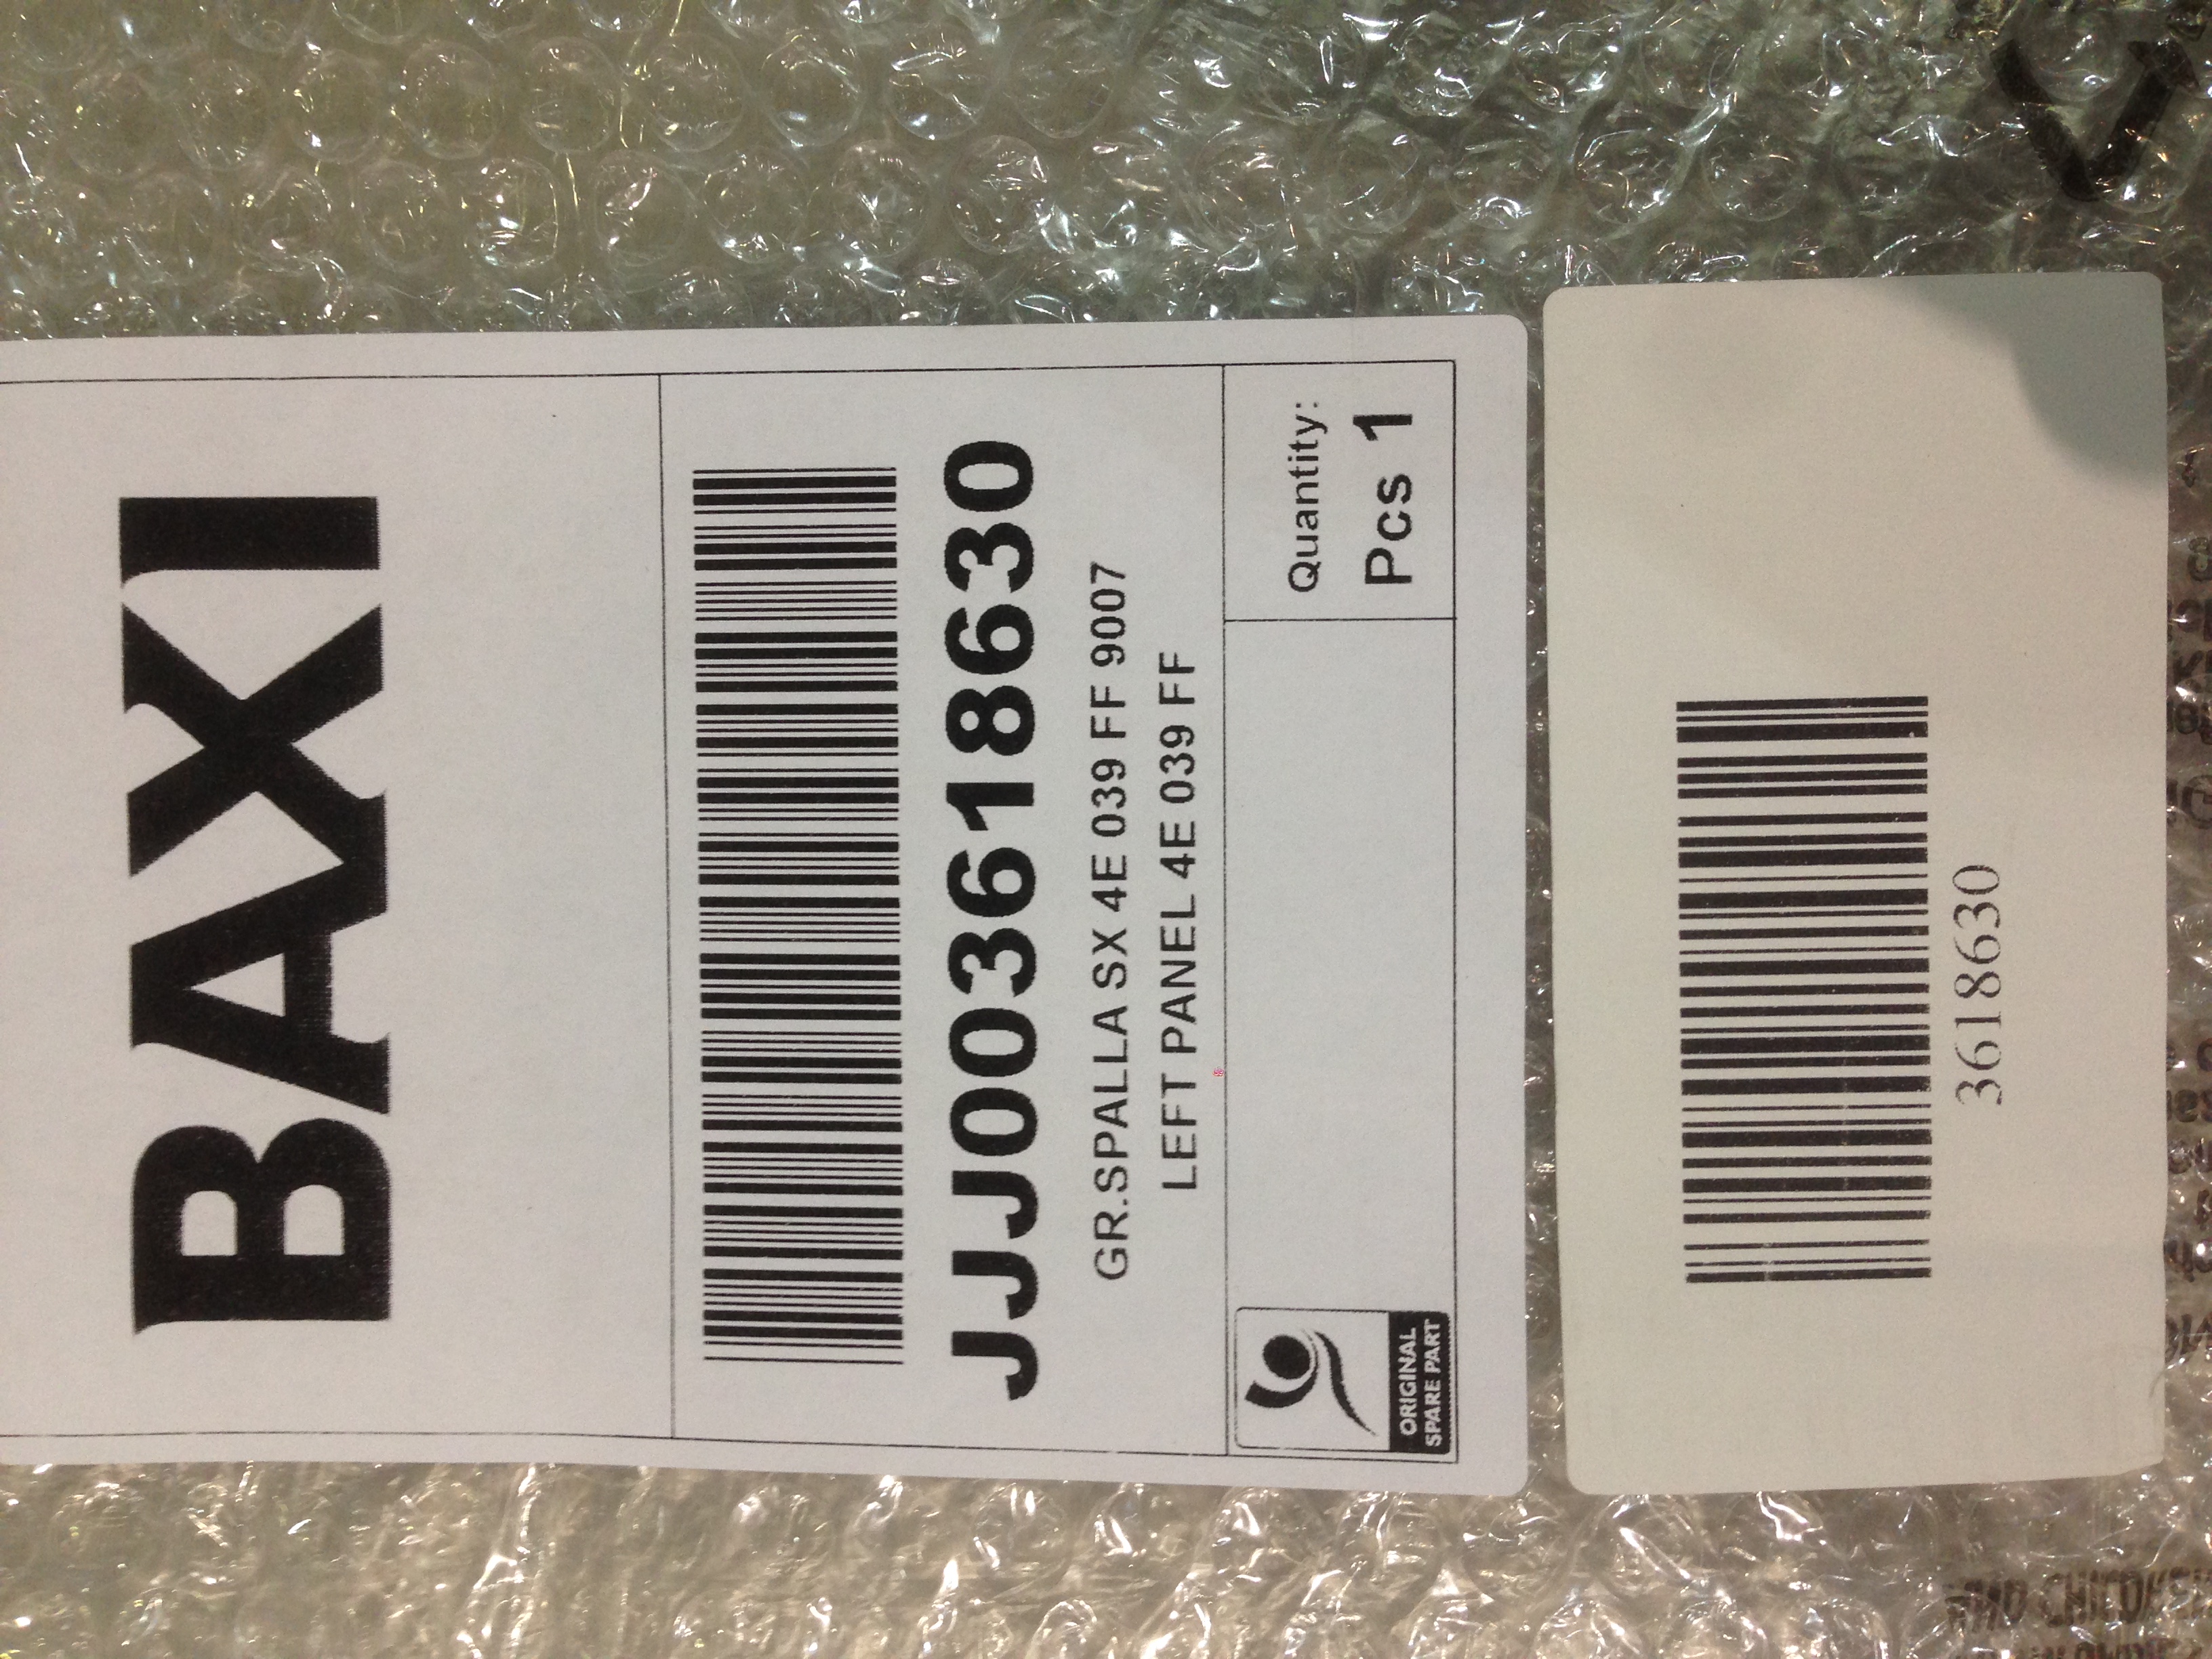 BAXI
JJJ003618630
GR.SPALLA SX 4E 039 FF 9007
LEFT PANEL 4E 039 FF
ORIGINAL
SPARE PART
Quantity:
Pcs 1
3618630